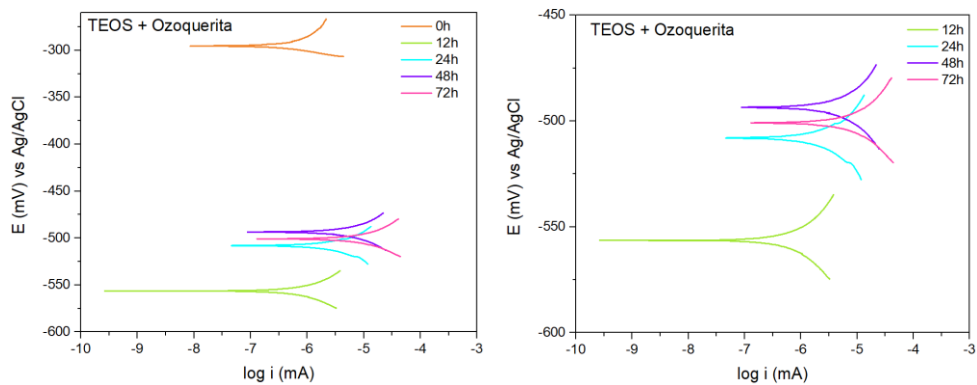 TEOS + Ozoquerita
0h
12h
24h
48h
72h
-300
-350
-400
-450
-500
-550
-600
E (mV) vs Ag/AgCl
-10
-9
-8
-7
-6
-5
-4
-3
log i (mA)
TEOS + Ozoquerita
12h
24h
48h
72h
-450
-500
-550
-600
E (mV) vs Ag/AgCl
-10
-9
-8
-7
-6
-5
-4
-3
log i (mA)